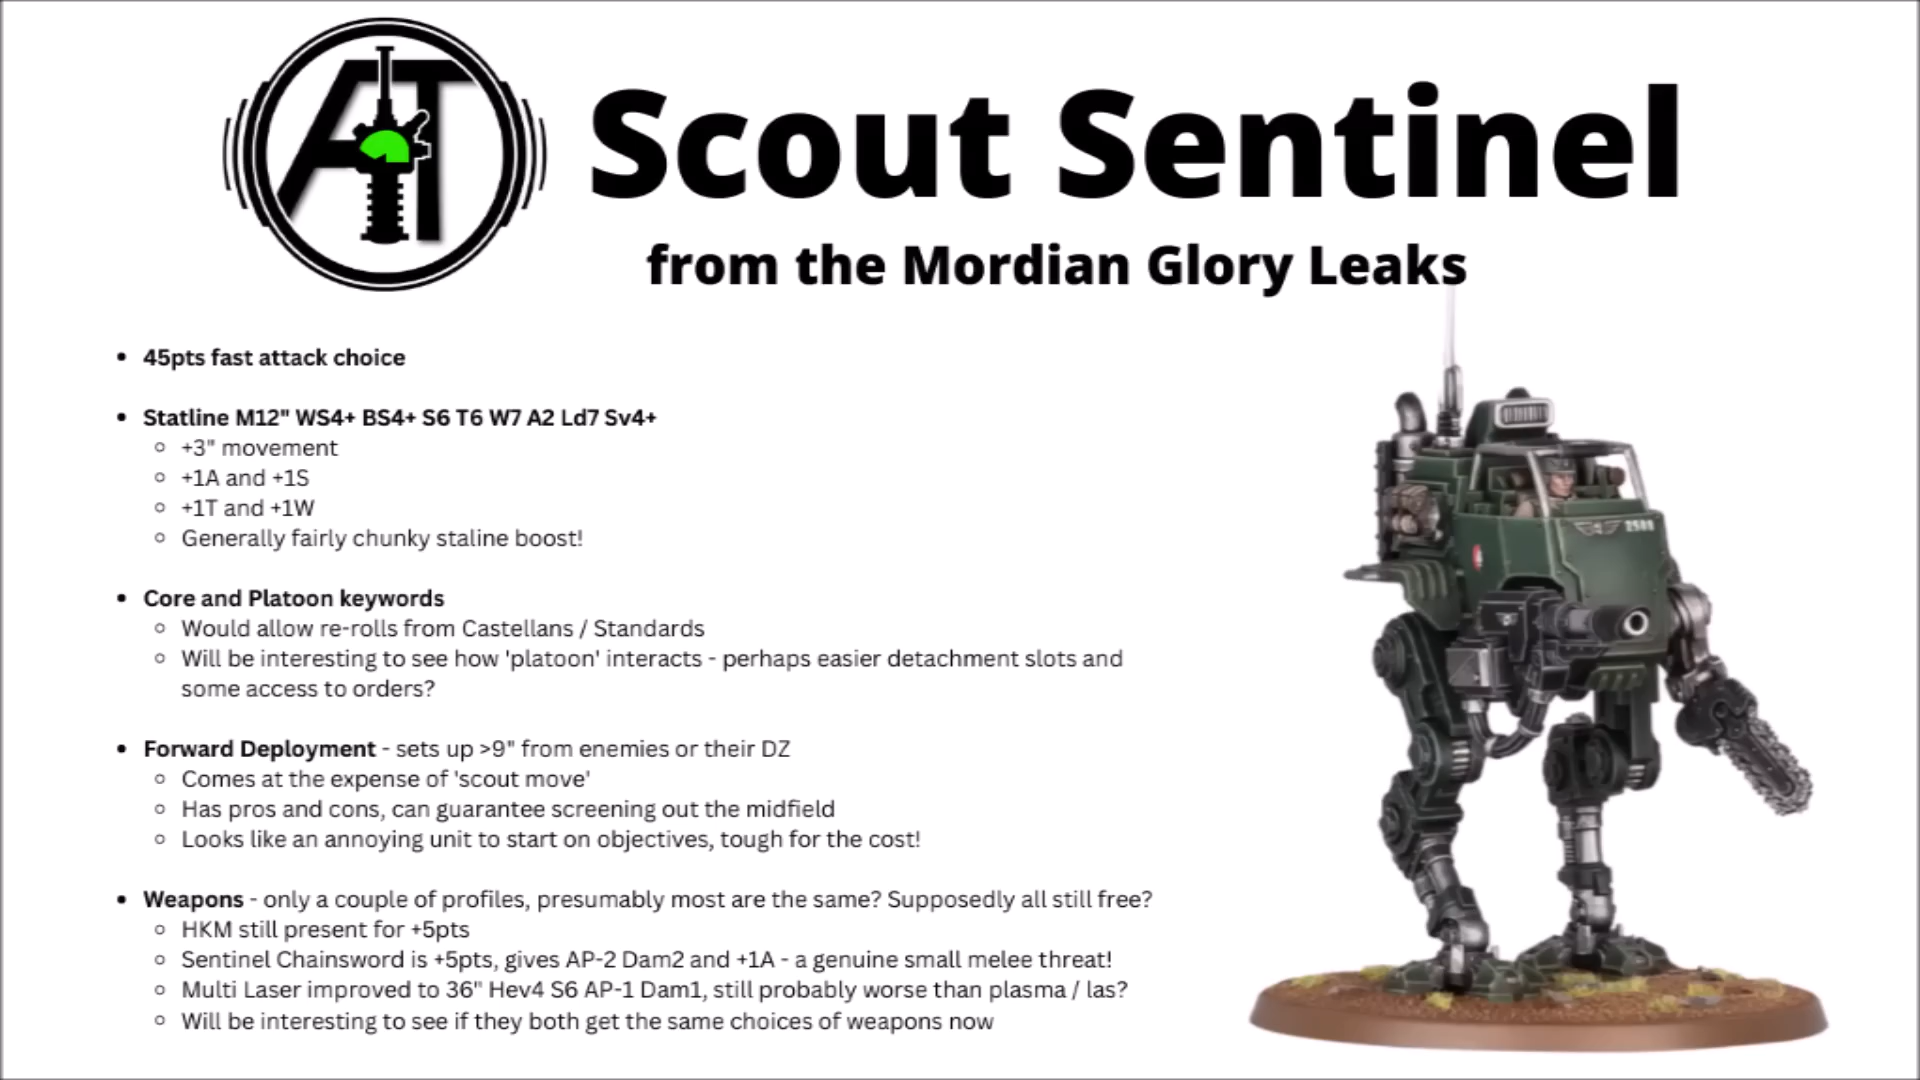 AT
Scout Sentinel
from the Mordian Glory Leaks
• 45pts fast attack choice
• Statline M12" WS4+ BS4+ S6 T6 W7 A2 Ld7 Sv4+
◦ +3" movement
◦ +1A and +1S
◦ +1T and +1W
◦ Generally fairly chunky staline boost!
• Core and Platoon keywords
◦ Would allow re-rolls from Castellans / Standards
◦ Will be interesting to see how 'platoon' interacts - perhaps easier detachment slots and
some access to orders?
• Forward Deployment - sets up >9" from enemies or their DZ
◦ Comes at the expense of 'scout move'
◦ Has pros and cons, can guarantee screening out the midfield
◦ Looks like an annoying unit to start on objectives, tough for the cost!
• Weapons - only a couple of profiles, presumably most are the same? Supposedly all still free?
◦ HKM still present for +5pts
◦ Sentinel Chainsword is +5pts, gives AP-2 Dam2 and +1A - a genuine small melee threat!
◦ Multi Laser improved to 36" Hev4 S6 AP-1 Dam1, still probably worse than plasma / las?
◦ Will be interesting to see if they both get the same choices of weapons now